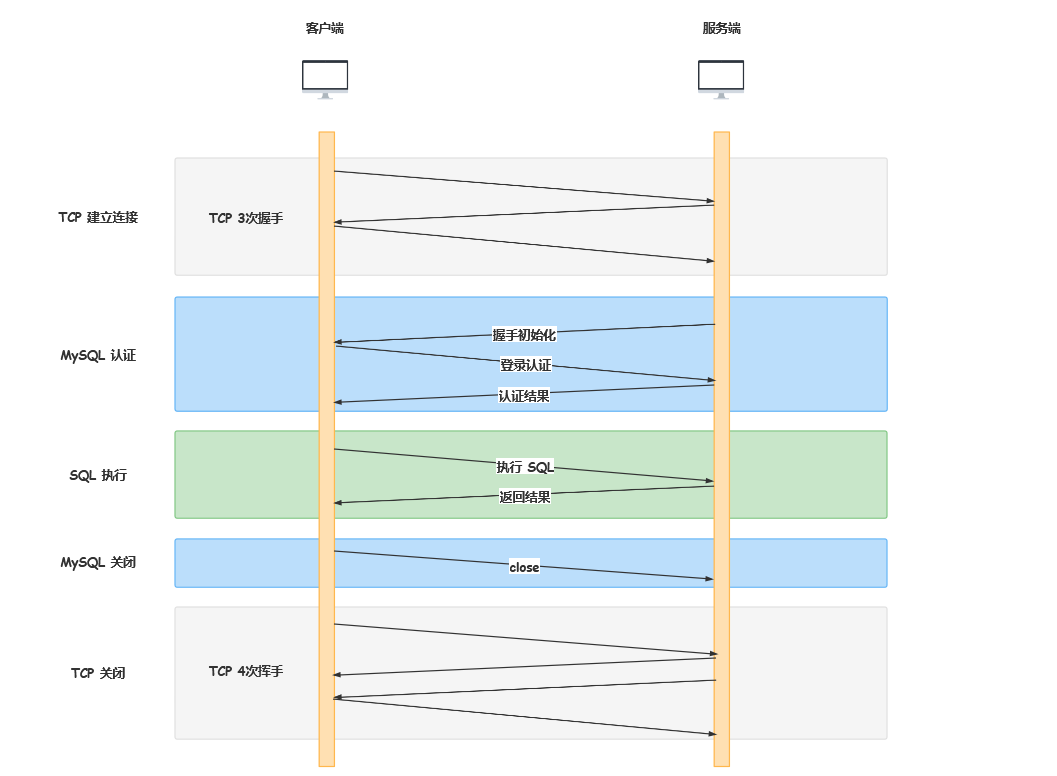 客户端
服务端
TCP 建立连接
TCP 3次握手
MySQL 认证
握手初始化
登录认证
认证结果
SQL 执行
执行 SQL
返回结果
MySQL 关闭
close
TCP 关闭
TCP 4次挥手